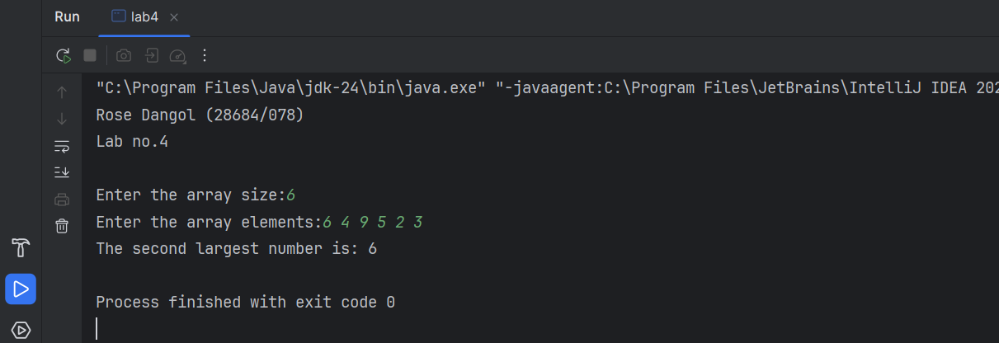 Run
lab4
"C:\Program Files\Java\jdk-24\bin\java.exe" "-javaagent:C:\Program Files\JetBrains\IntelliJ IDEA 202
Rose Dangol (28684/078)
Lab no.4
Enter the array size:6
Enter the array elements:6 4 9 5 2 3
The second largest number is: 6
Process finished with exit code 0